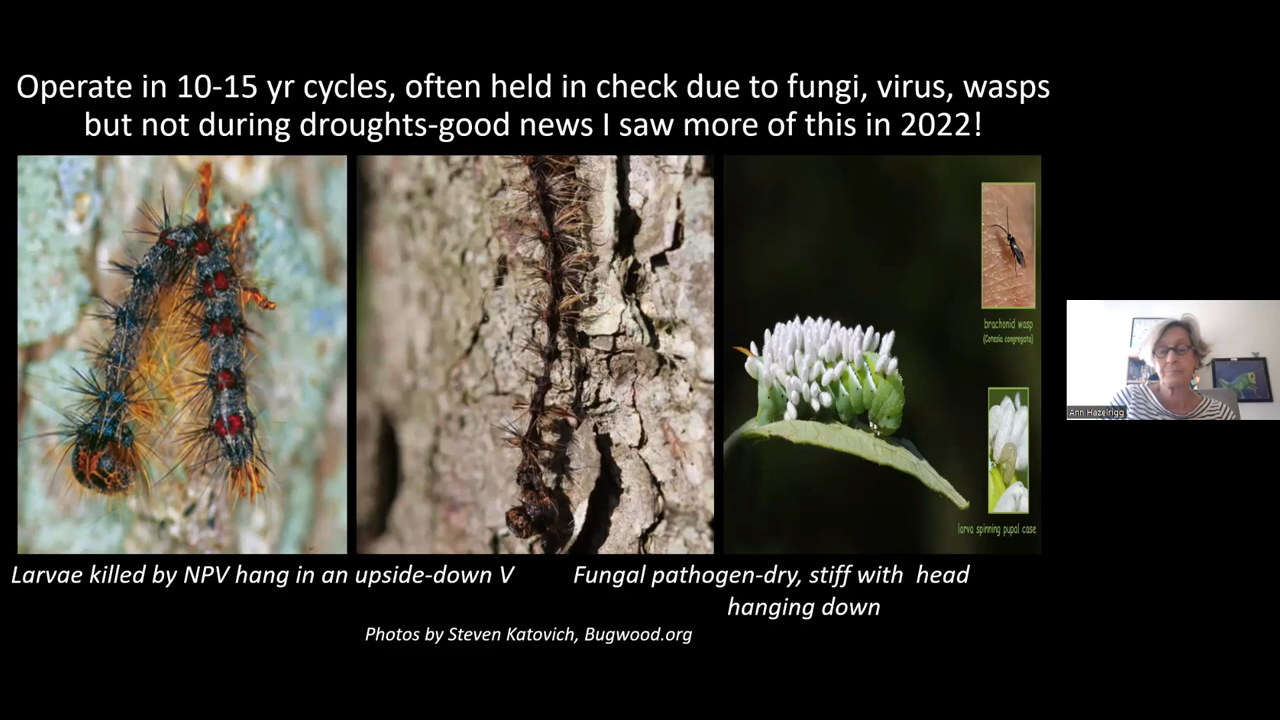 Operate in 10-15 yr cycles, often held in check due to fungi, virus, wasps
but not during droughts-good news I saw more of this in 2022!
brachonid wasp
(Cotesia congregata)
larva spinning pupal case
Ann Hazelrigg
Larvae killed by NPV hang in an upside-down V
Fungal pathogen-dry, stiff with head
hanging down
Photos by Steven Katovich, Bugwood.org